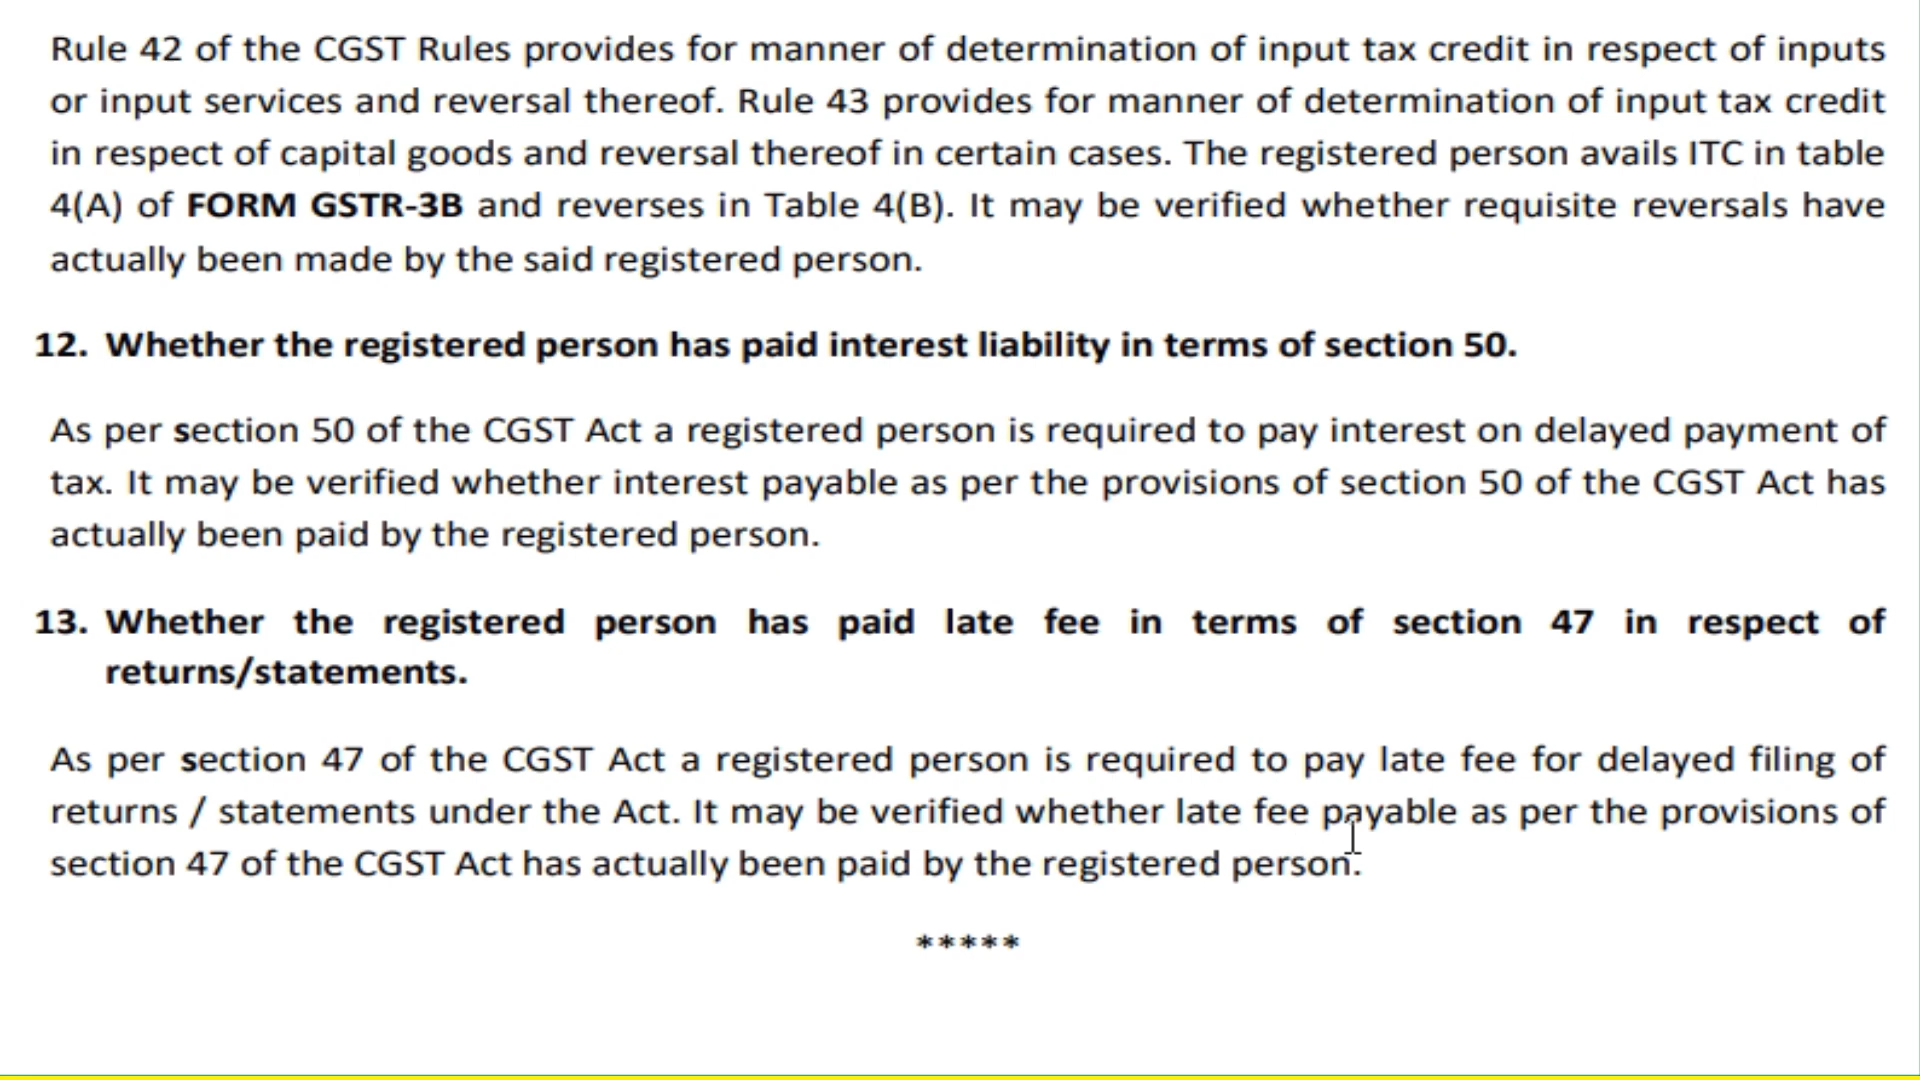 Rule 42 of the CGST Rules provides for manner of determination of input tax credit in respect of inputs
or input services and reversal thereof. Rule 43 provides for manner of determination of input tax credit
in respect of capital goods and reversal thereof in certain cases. The registered person avails ITC in table
4(A) of FORM GSTR-3B and reverses in Table 4(B). It may be verified whether requisite reversals have
actually been made by the said registered person.
12. Whether the registered person has paid interest liability in terms of section 50.
As per section 50 of the CGST Act a registered person is required to pay interest on delayed payment of
tax. It may be verified whether interest payable as per the provisions of section 50 of the CGST Act has
actually been paid by the registered person.
13. Whether the registered person has paid late fee in terms of section 47 in respect of
returns/statements.
As per section 47 of the CGST Act a registered person is required to pay late fee for delayed filing of
returns / statements under the Act. It may be verified whether late fee payable as per the provisions of
section 47 of the CGST Act has actually been paid by the registered person.
*****